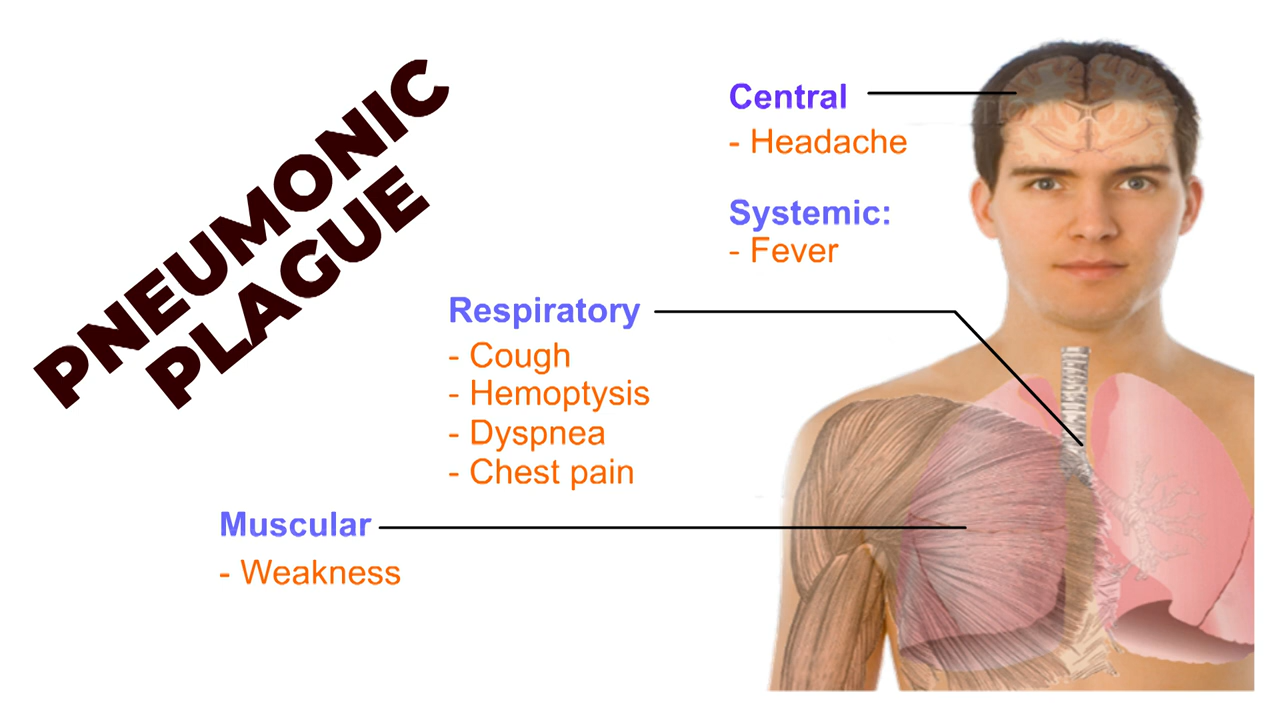 PNEUMONIC
PLAGUE
Central
- Headache
Systemic:
- Fever
Respiratory
- Cough
- Hemoptysis
- Dyspnea
- Chest pain
Muscular
- Weakness